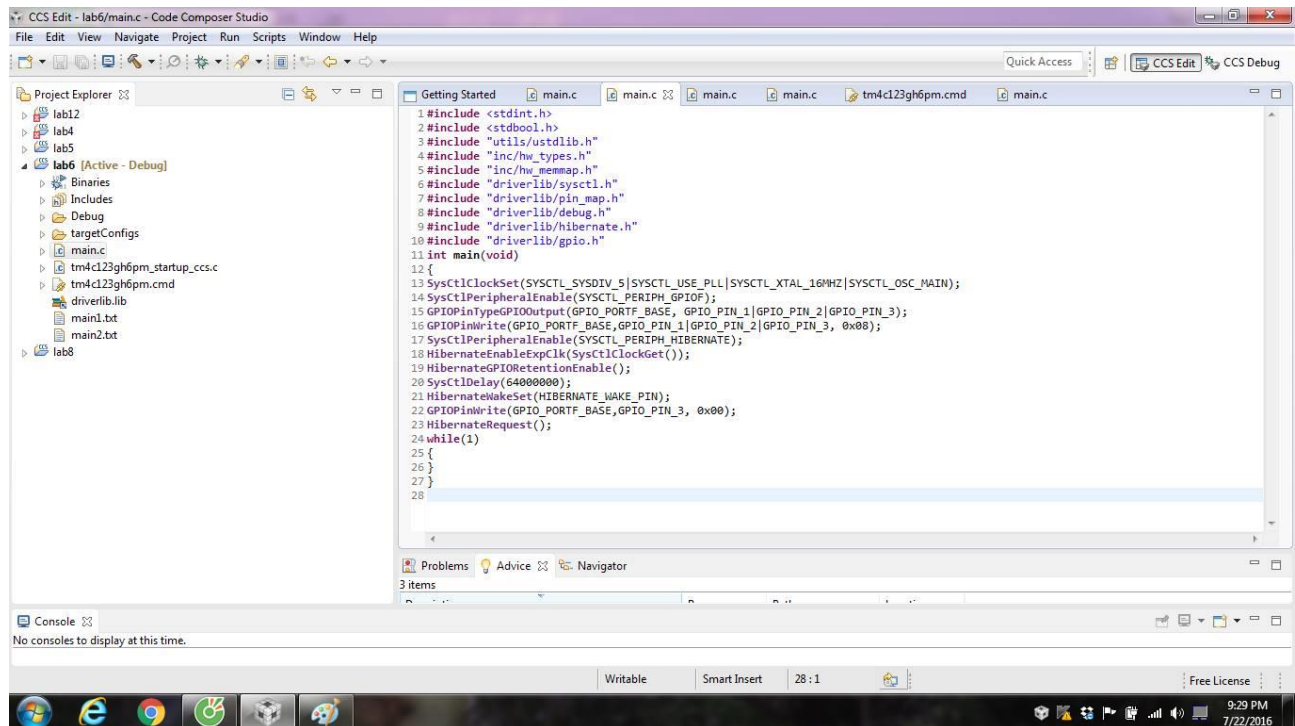 CCS Edit - lab6/main.c - Code Composer Studio
File Edit View Navigate Project Run Scripts Window Help
Quick Access CCS Edit CCS Debug
Project Explorer
lab12
lab4
lab5
lab6 [Active - Debug]
Binaries
Includes
Debug
targetConfigs
main.c
tm4c123gh6pm_startup_ccs.c
tm4c123gh6pm.cmd
driverlib.lib
main1.txt
main2.txt
lab8
Getting Started main.c main.c main.c main.c tm4c123gh6pm.cmd main.c
1 #include <stdint.h>
2 #include <stdbool.h>
3 #include "utils/ustdlib.h"
4 #include "inc/hw_types.h"
5 #include "inc/hw_memmap.h"
6 #include "driverlib/sysctl.h"
7 #include "driverlib/pin_map.h"
8 #include "driverlib/debug.h"
9 #include "driverlib/hibernate.h"
10 #include "driverlib/gpio.h"
11 int main(void)
12 {
13 SysCtlClockSet(SYSCTL_SYSDIV_5|SYSCTL_USE_PLL|SYSCTL_XTAL_16MHZ|SYSCTL_OSC_MAIN);
14 SysCtlPeripheralEnable(SYSCTL_PERIPH_GPIOF);
15 GPIOPinTypeGPIOOutput(GPIO_PORTF_BASE, GPIO_PIN_1|GPIO_PIN_2|GPIO_PIN_3);
16 GPIOPinWrite(GPIO_PORTF_BASE,GPIO_PIN_1|GPIO_PIN_2|GPIO_PIN_3, 0x08);
17 SysCtlPeripheralEnable(SYSCTL_PERIPH_HIBERNATE);
18 HibernateEnableExpClk(SysCtlClockGet());
19 HibernateGPIORetentionEnable();
20 SysCtlDelay(64000000);
21 HibernateWakeSet(HIBERNATE_WAKE_PIN);
22 GPIOPinWrite(GPIO_PORTF_BASE,GPIO_PIN_3, 0x00);
23 HibernateRequest();
24 while(1)
25 {
26 }
27 }
28
Problems Advice Navigator
3 items
Console
No consoles to display at this time.
Writable Smart Insert 28 : 1 Free License
9:29 PM
7/22/2016